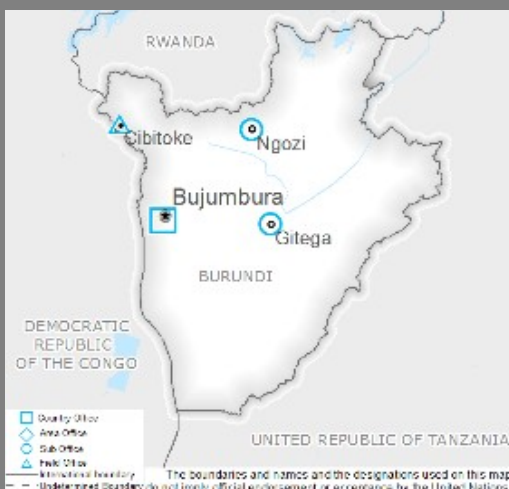 RWANDA
Cibitoke
Ngozi
Bujumbura
Gitega
BURUNDI
DEMOCRATIC
REPUBLIC
OF THE CONGO
UNITED REPUBLIC OF TANZANIA
Country Office
Area Office
Sub Office
Field Office
International boundary
Undetermined Boundary
The boundaries and names and the designations used on this map
do not imply official endorsement or acceptance by the United Nations